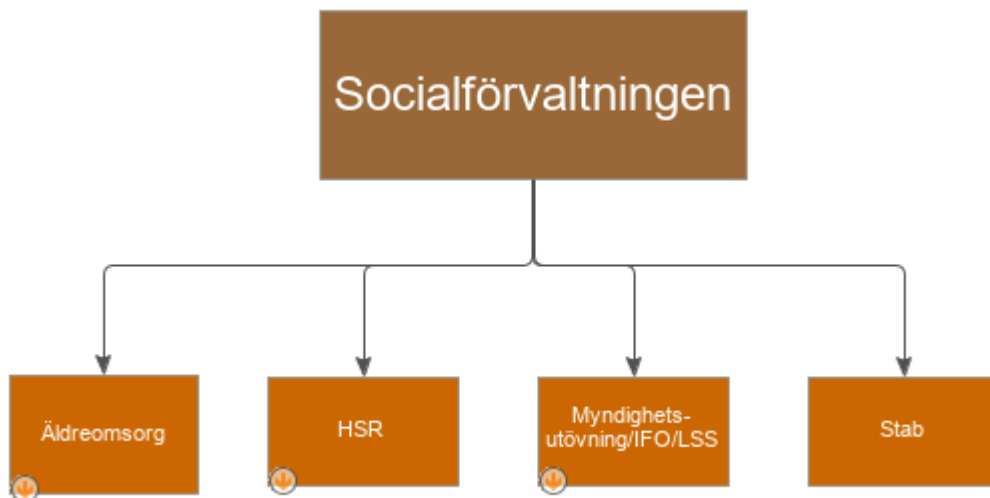 Socialförvaltningen
Äldreomsorg
HSR
Myndighets-
utövning/IFO/LSS
Stab